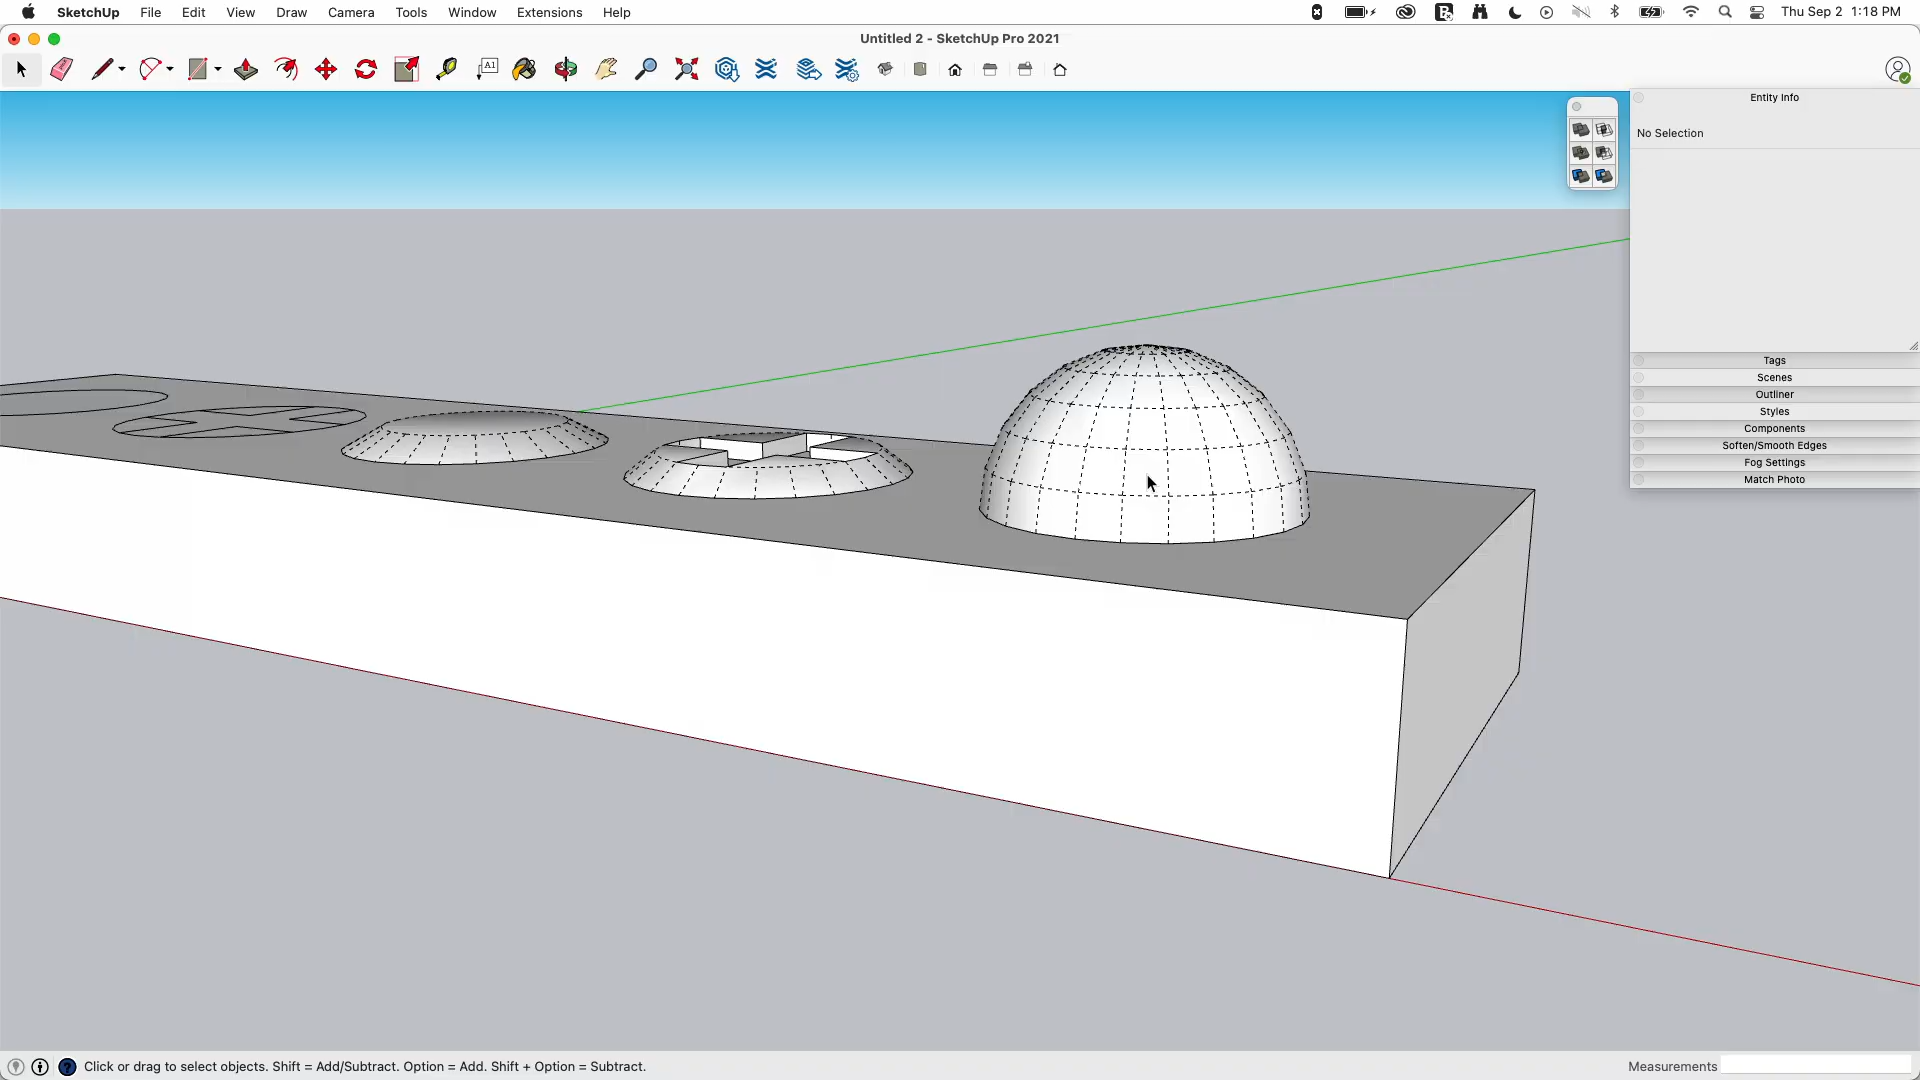 SketchUp File Edit View Draw Camera Tools Window Extensions Help Thu Sep 2 1:18 PM
Untitled 2 - SketchUp Pro 2021
A1
Entity Info
No Selection
Tags
Scenes
Outliner
Styles
Components
Soften/Smooth Edges
Fog Settings
Match Photo
Click or drag to select objects. Shift = Add/Subtract. Option = Add. Shift + Option = Subtract.
Measurements